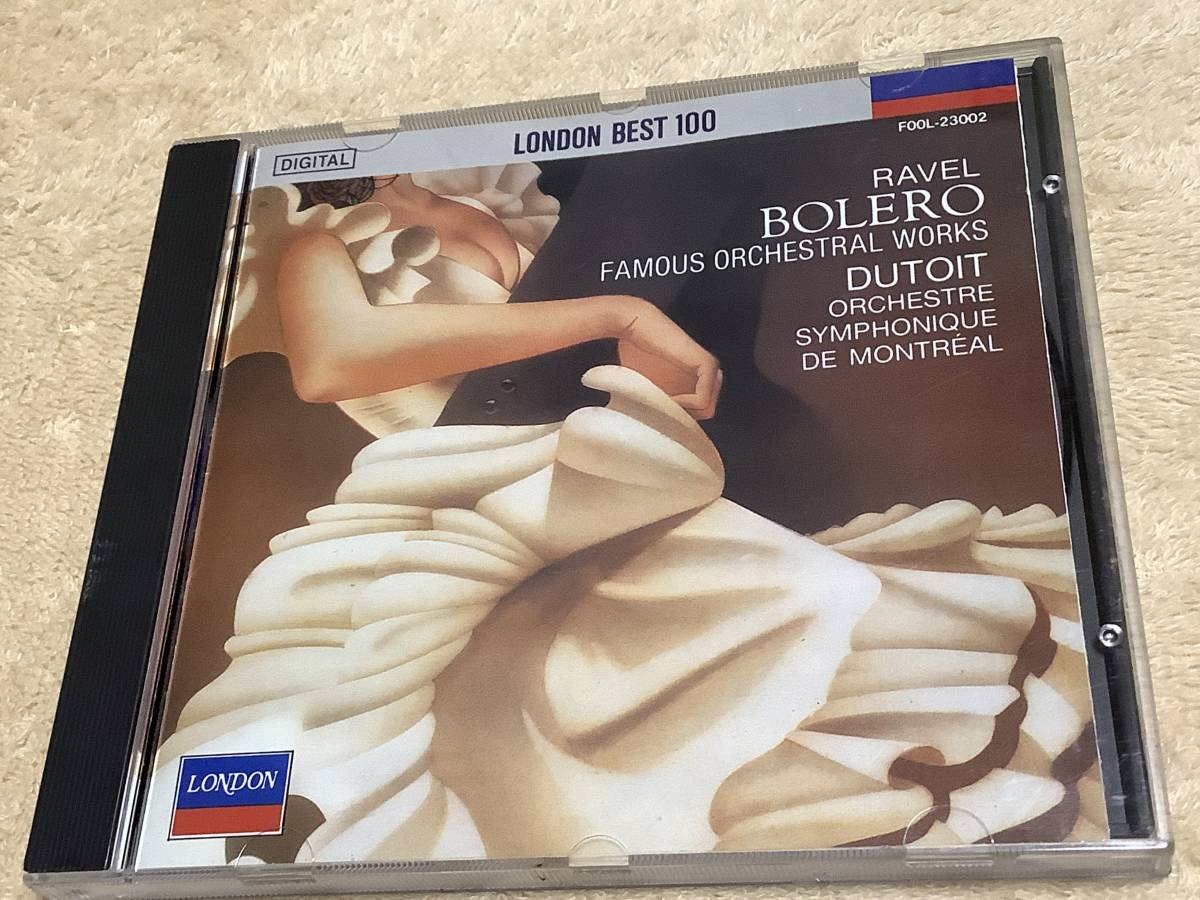 LONDON BEST 100
DIGITAL
F00L-23002
RAVEL
BOLERO
FAMOUS ORCHESTRAL WORKS
DUTOIT
ORCHESTRE
SYMPHONIQUE
DE MONTRÉAL
LONDON